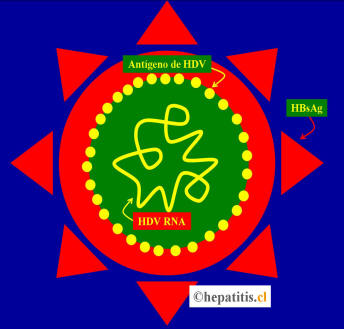 Antígeno de HDV
HBsAg
HDV RNA
©hepatitis.cl